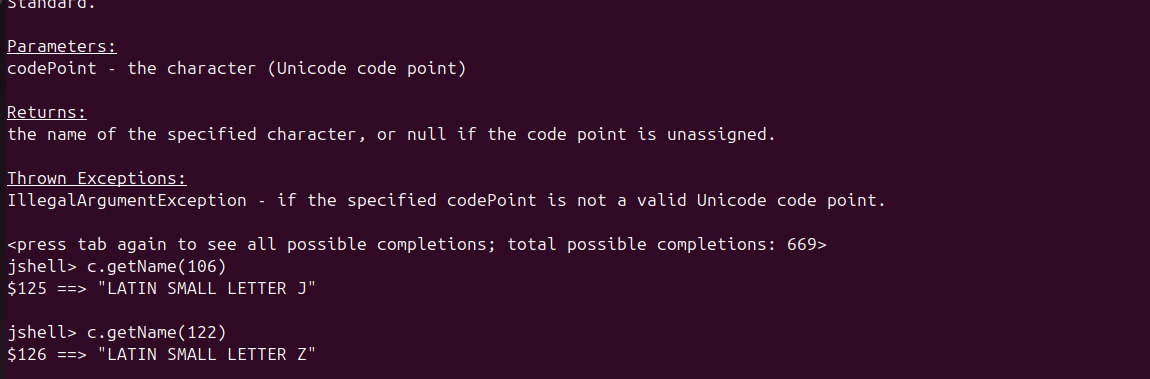 Standard.
Parameters:
codePoint - the character (Unicode code point)
Returns:
the name of the specified character, or null if the code point is unassigned.
Thrown Exceptions:
IllegalArgumentException - if the specified codePoint is not a valid Unicode code point.
<press tab again to see all possible completions; total possible completions: 669>
jshell> c.getName(106)
$125 ==> "LATIN SMALL LETTER J"
jshell> c.getName(122)
$126 ==> "LATIN SMALL LETTER Z"